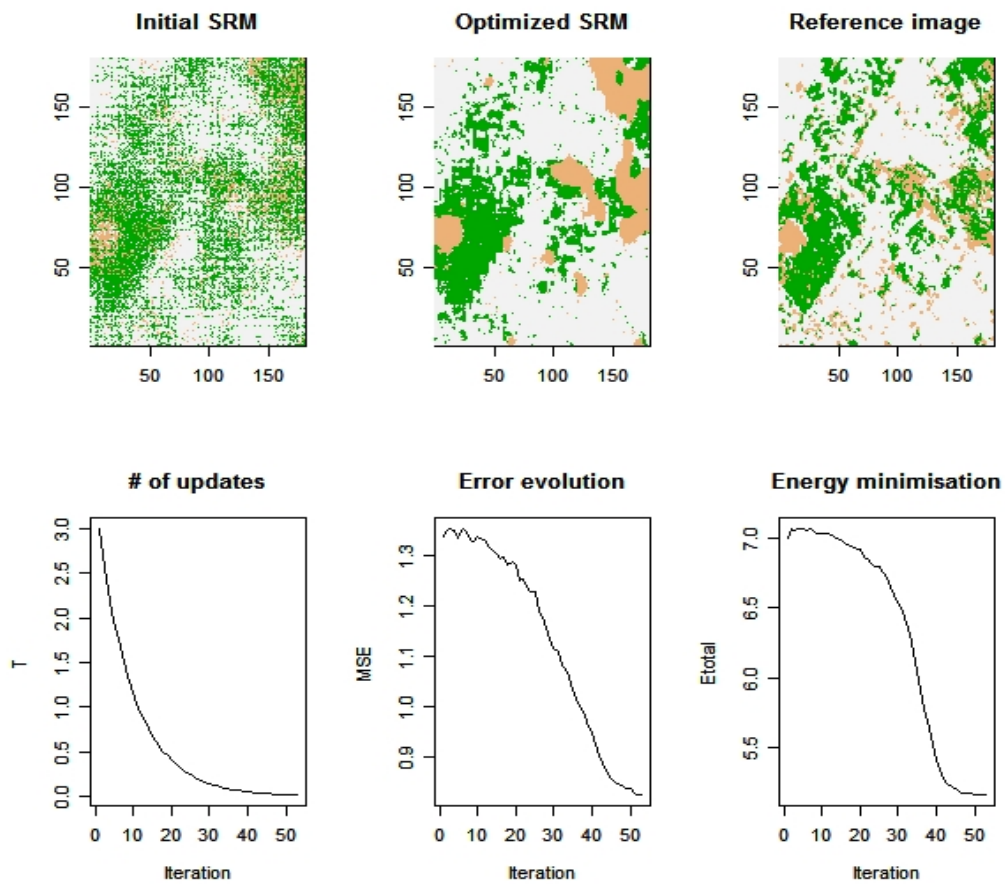 Initial SRM
Optimized SRM
Reference image
150
100
50
50 100 150
150
100
50
50 100 150
150
100
50
50 100 150
# of updates
Error evolution
Energy minimisation
3.0
2.5
2.0
1.5
1.0
0.5
0.0
T
0 10 20 30 40 50
Iteration
1.3
1.2
1.1
1.0
0.9
MSE
0 10 20 30 40 50
Iteration
7.0
6.5
6.0
5.5
Etotal
0 10 20 30 40 50
Iteration